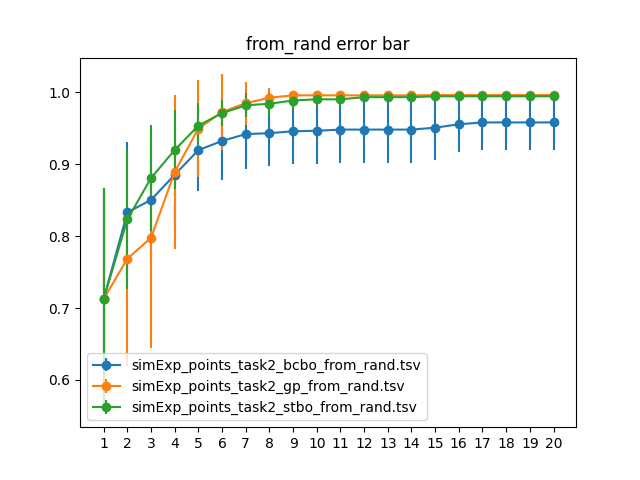 from_rand error bar
1.0
0.9
0.8
0.7
0.6
simExp_points_task2_bcbo_from_rand.tsv
simExp_points_task2_gp_from_rand.tsv
simExp_points_task2_stbo_from_rand.tsv
1 2 3 4 5 6 7 8 9 10 11 12 13 14 15 16 17 18 19 20